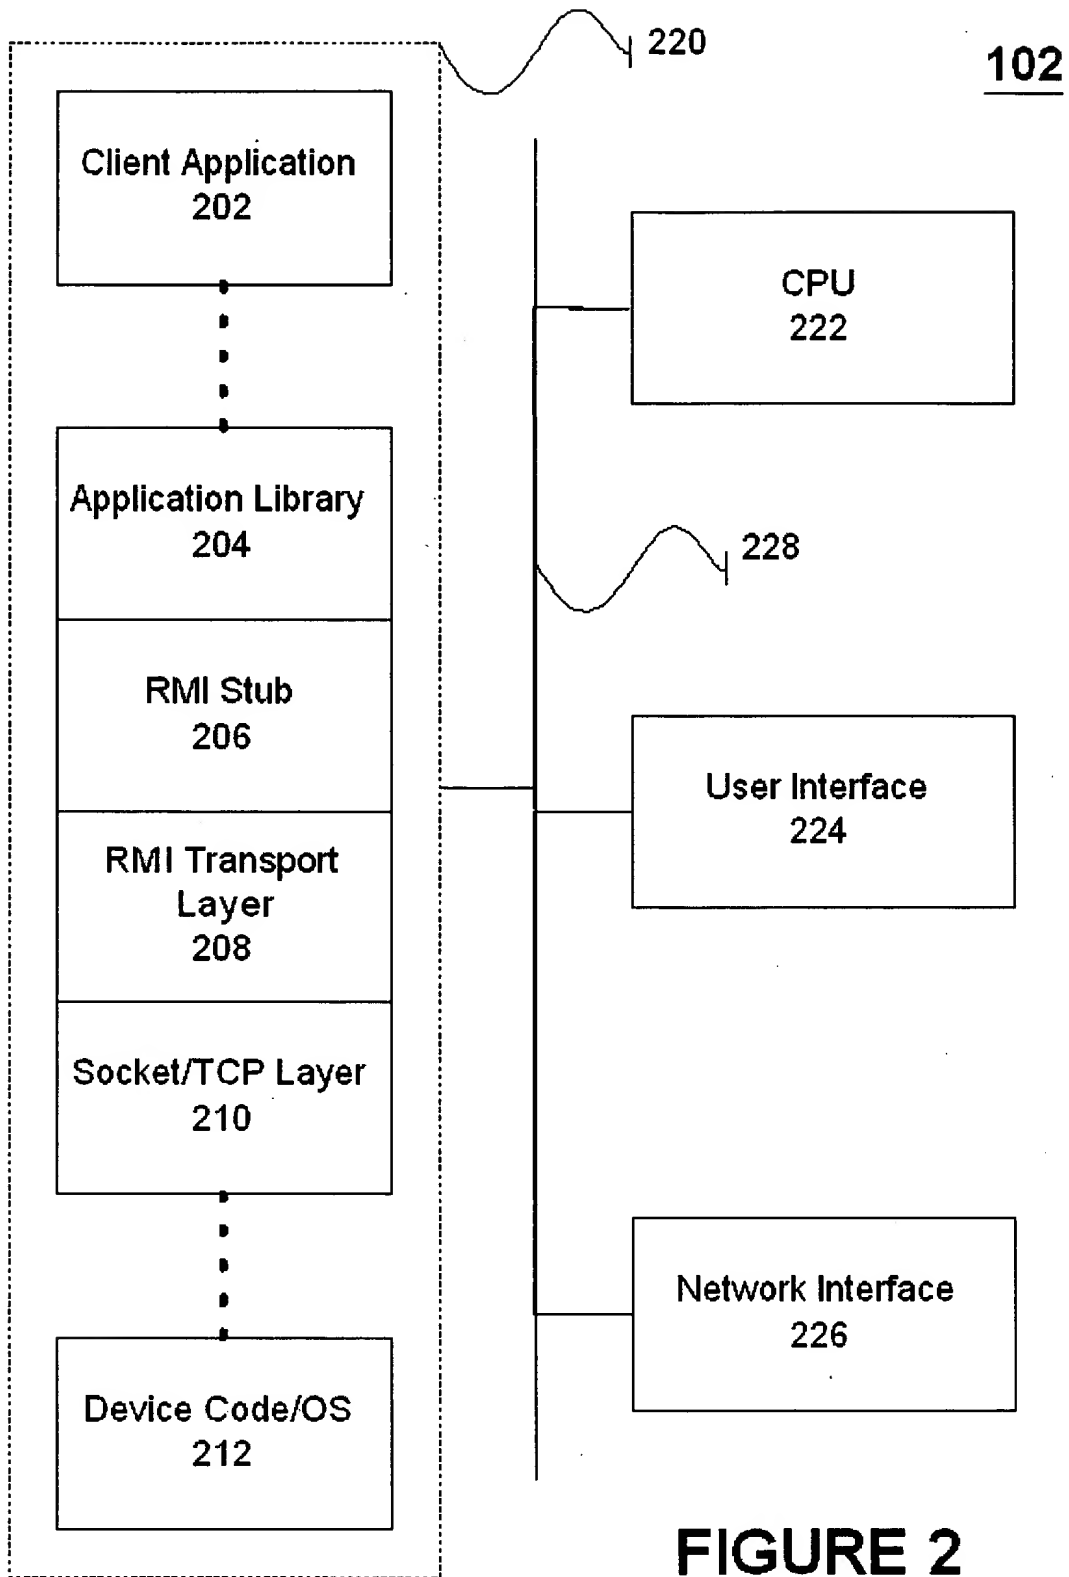 220
102
Client Application
202
CPU
222
Application Library
204
228
RMI Stub
206
User Interface
224
RMI Transport
Layer
208
Socket/TCP Layer
210
Network Interface
226
Device Code/OS
212
FIGURE 2